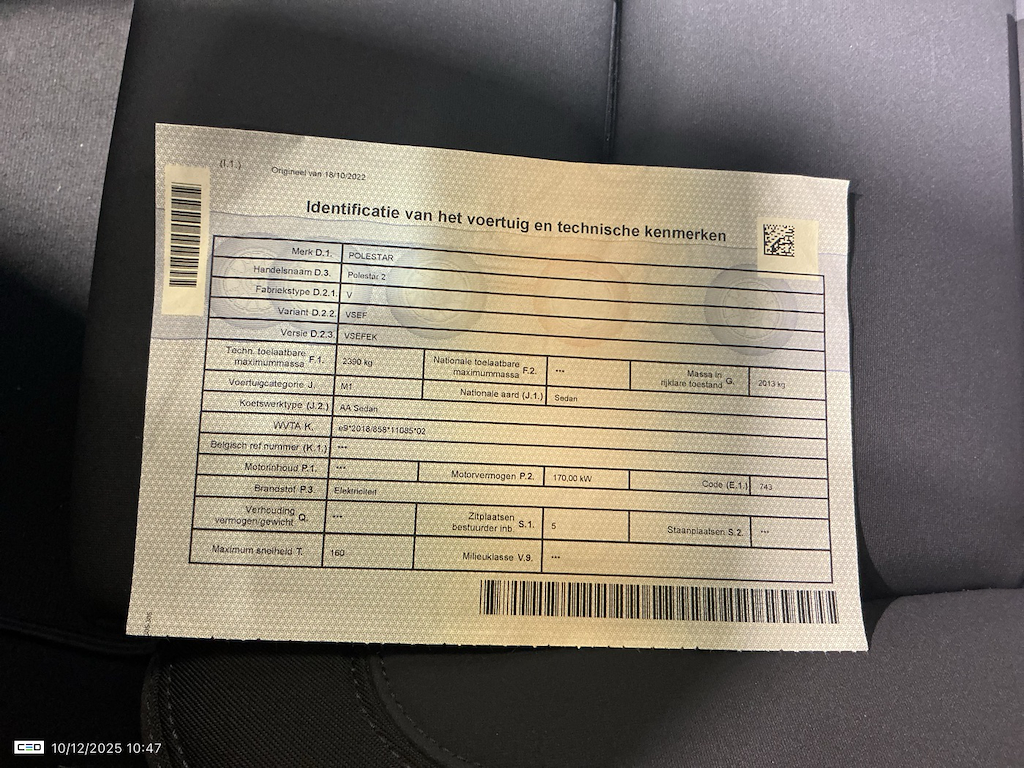 (I.1.)
Origineel van 18/10/2022
Identificatie van het voertuig en technische kenmerken
Merk D.1. POLESTAR
Handelsnaam D.3. Polestar 2
Fabriekstype D.2.1. V
Variant D.2.2. VSEF
Versie D.2.3. VSEFEK
Techn. toelaatbare maximummassa F.1. 2390 kg Nationale toelaatbare maximummassa F.2. *** Massa in rijklare toestand G. 2013 kg
Voertuigcategorie J. M1 Nationale aard (J.1.) Sedan
Koetswerktype (J.2.) AA Sedan
WVTA K. e9*2018/858*11085*02
Belgisch ref nummer (K.1.) ***
Motorinhoud P.1. *** Motorvermogen P.2. 170,00 kW Code (E.1.) 743
Brandstof P.3. Elektriciteit
Verhouding vermogen/gewicht Q. *** Zitplaatsen bestuurder inb. S.1. 5 Staanplaatsen S.2. ***
Maximum snelheid T. 160 Milieuklasse V.9. ***
CEO 10/12/2025 10:47